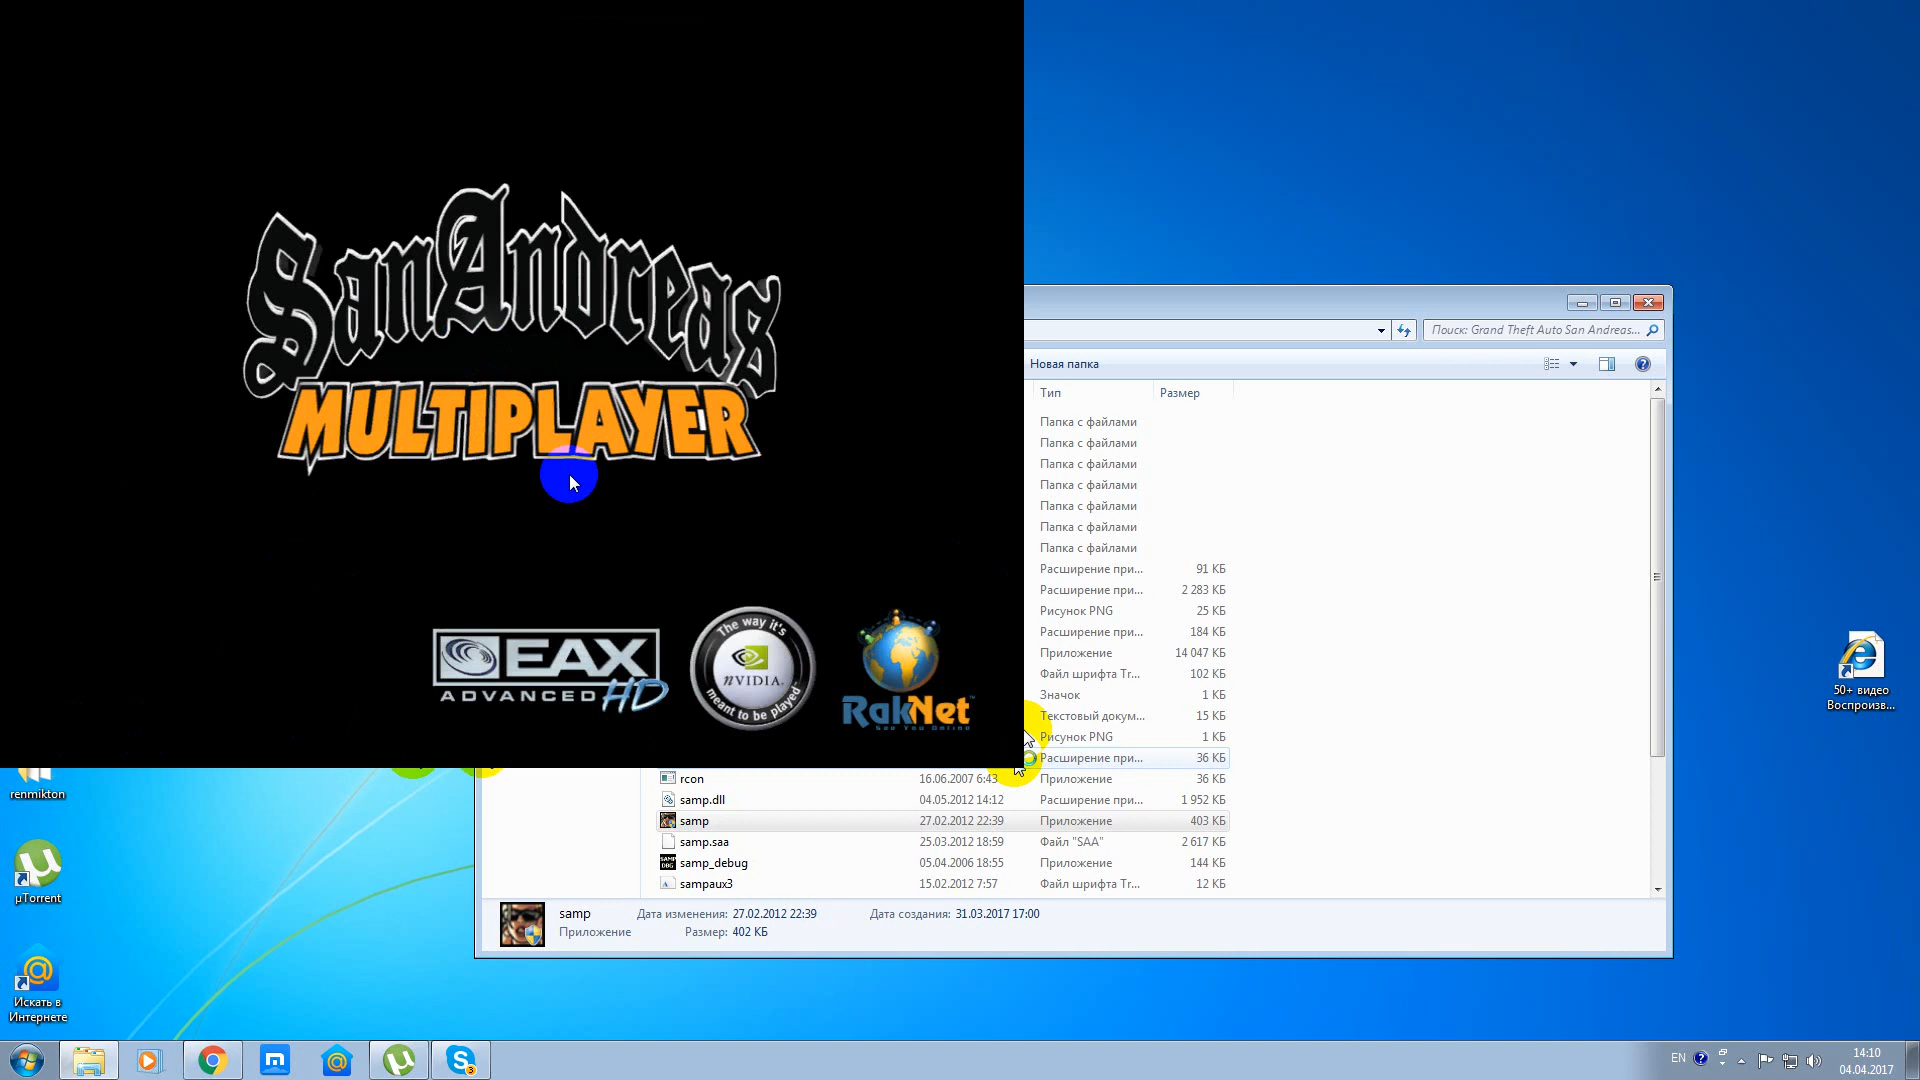 San Andreas
MULTIPLAYER
EAX
ADVANCED HD
The way it's
NVIDIA.
meant to be played™
RakNet™
See You Online
Поиск: Grand Theft Auto San Andreas...
Новая папка
Тип Размер
Папка с файлами
Папка с файлами
Папка с файлами
Папка с файлами
Папка с файлами
Папка с файлами
Папка с файлами
Расширение при... 91 КБ
Расширение при... 2 283 КБ
Рисунок PNG 25 КБ
Расширение при... 184 КБ
Приложение 14 047 КБ
Файл шрифта Tr... 102 КБ
Значок 1 КБ
Текстовый докум... 15 КБ
Рисунок PNG 1 КБ
Расширение при... 36 КБ
rcon 16.06.2007 6:43 Приложение 36 КБ
samp.dll 04.05.2012 14:12 Расширение при... 1 952 КБ
samp 27.02.2012 22:39 Приложение 403 КБ
samp.saa 25.03.2012 18:59 Файл "SAA" 2 617 КБ
samp_debug 05.04.2006 18:55 Приложение 144 КБ
sampaux3 15.02.2012 7:57 Файл шрифта Tr... 12 КБ
samp Дата изменения: 27.02.2012 22:39 Дата создания: 31.03.2017 17:00
Приложение Размер: 402 КБ
50+ видео
Воспроизв...
renmikton
µTorrent
Искать в
Интернете
3
EN
14:10
04.04.2017